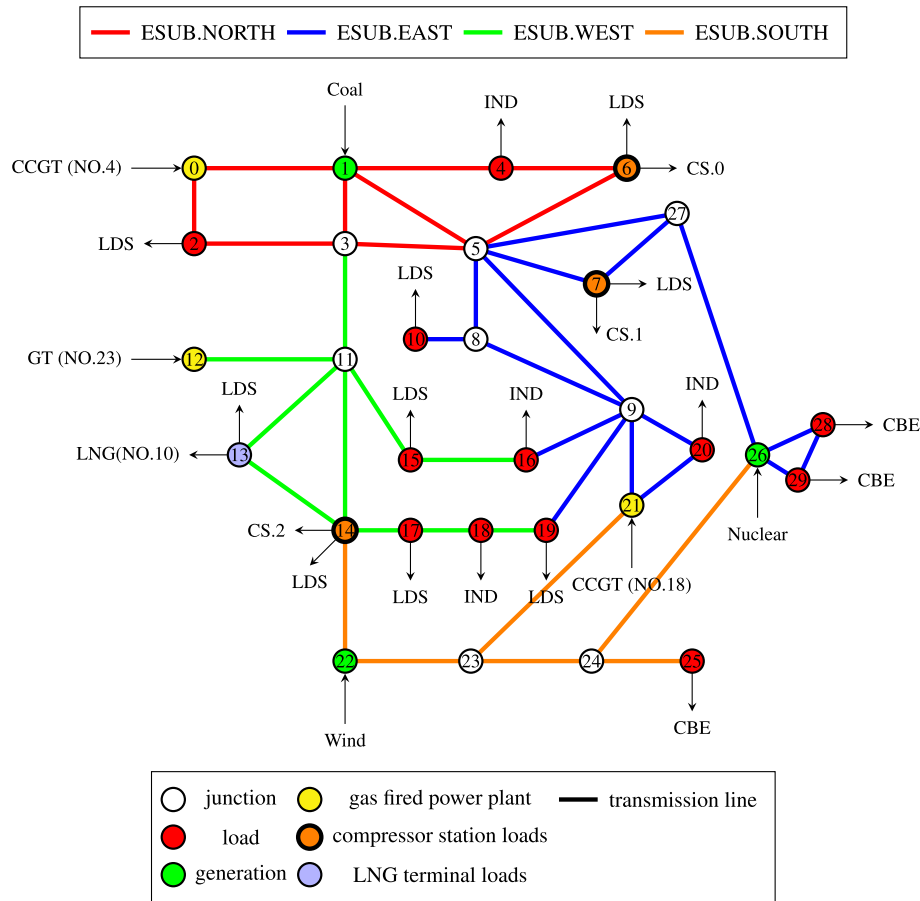 ESUB.NORTH ESUB.EAST ESUB.WEST ESUB.SOUTH
Coal
IND
LDS
CCGT (NO.4)
0
1
4
6
CS.0
27
LDS
2
3
5
LDS
7
LDS
10
8
CS.1
GT (NO.23)
12
11
LDS
LDS
IND
9
IND
28
CBE
LNG(NO.10)
13
15
16
20
26
29
CBE
21
CS.2
14
17
18
19
Nuclear
LDS
LDS
IND
LDS
CCGT (NO.18)
22
23
24
25
Wind
CBE
junction gas fired power plant transmission line
load compressor station loads
generation LNG terminal loads